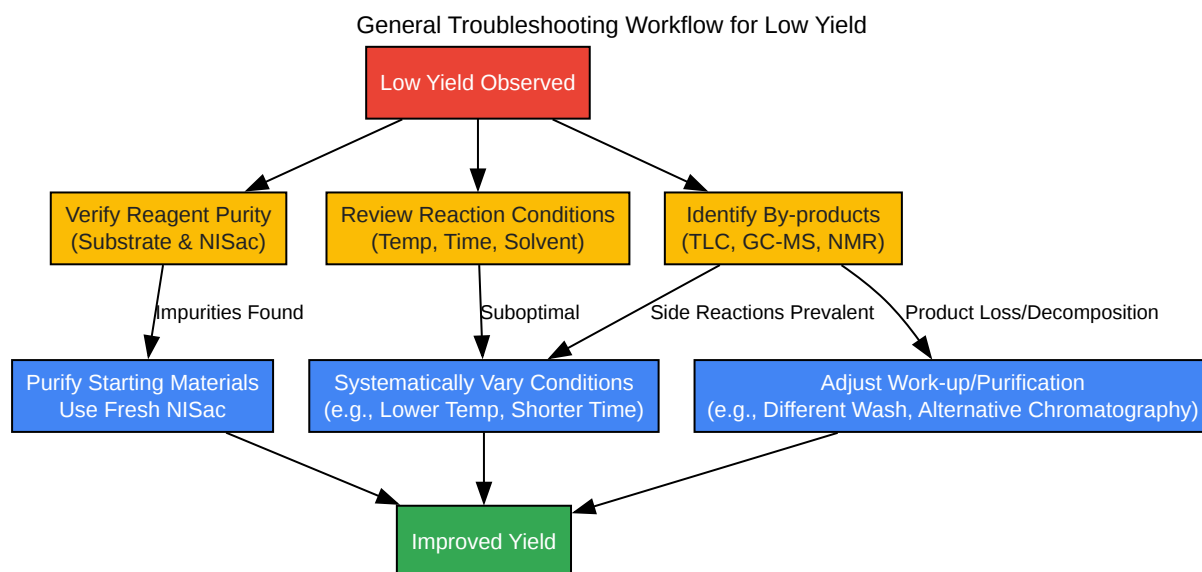 General Troubleshooting Workflow for Low Yield
Low Yield Observed
Verify Reagent Purity
(Substrate & NISac)
Review Reaction Conditions
(Temp, Time, Solvent)
Identify By-products
(TLC, GC-MS, NMR)
Impurities Found
Suboptimal
Side Reactions Prevalent
Product Loss/Decomposition
Purify Starting Materials
Use Fresh NISac
Systematically Vary Conditions
(e.g., Lower Temp, Shorter Time)
Adjust Work-up/Purification
(e.g., Different Wash, Alternative Chromatography)
Improved Yield